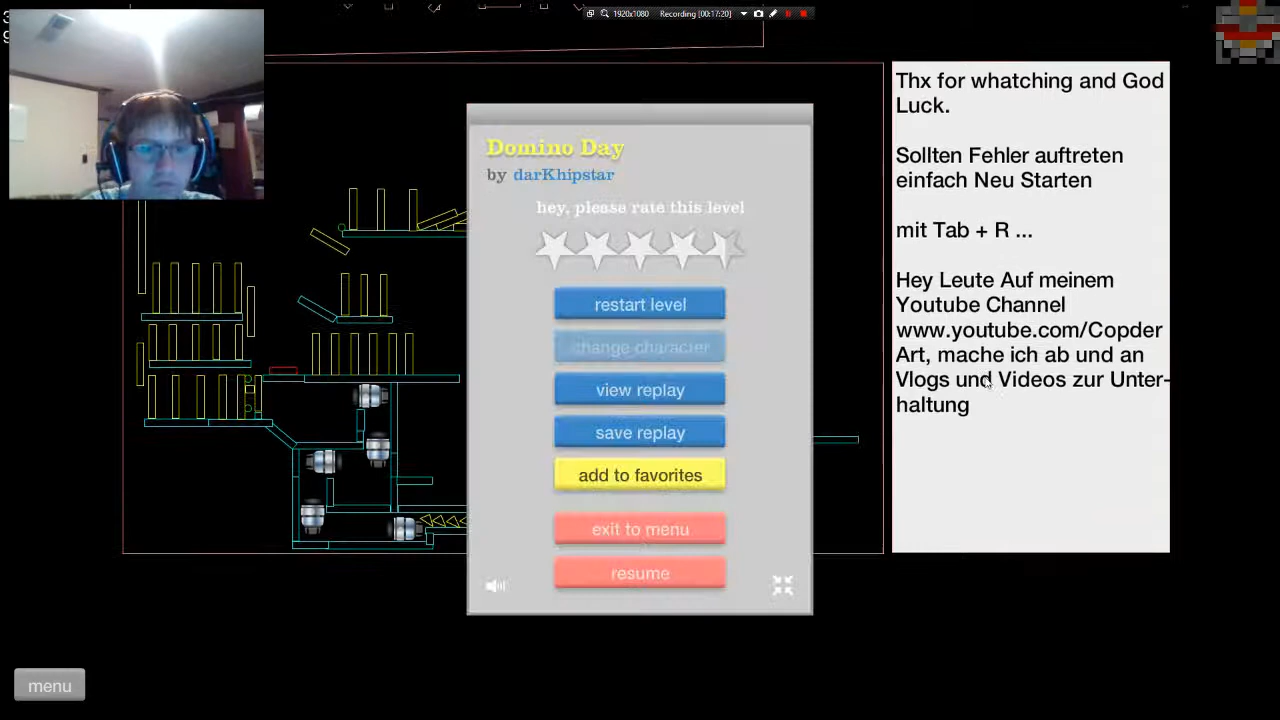 3
9
1920x1080 Recording [00:17:20]
Domino Day
by darKhipstar
hey, please rate this level
restart level
change character
view replay
save replay
add to favorites
exit to menu
resume
Thx for whatching and God
Luck.
Sollten Fehler auftreten
einfach Neu Starten
mit Tab + R ...
Hey Leute Auf meinem
Youtube Channel
www.youtube.com/Copder
Art, mache ich ab und an
Vlogs und Videos zur Unter-
haltung
menu